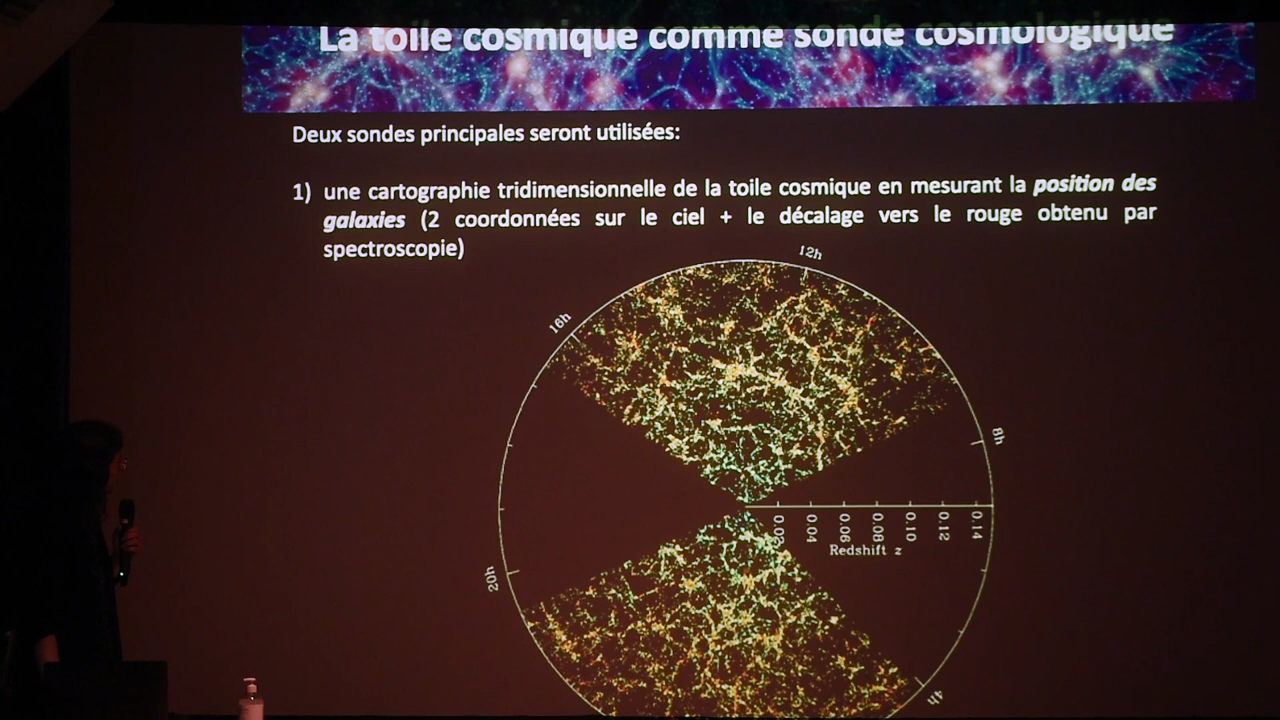 La toile cosmique comme sonde cosmologique
Deux sondes principales seront utilisées:
1) une cartographie tridimensionnelle de la toile cosmique en mesurant la position des
galaxies (2 coordonnées sur le ciel + le décalage vers le rouge obtenu par
spectroscopie)
12h
16h
8h
0.02
0.04
0.06
0.08
0.10
0.12
0.14
Redshift z
20h
4h